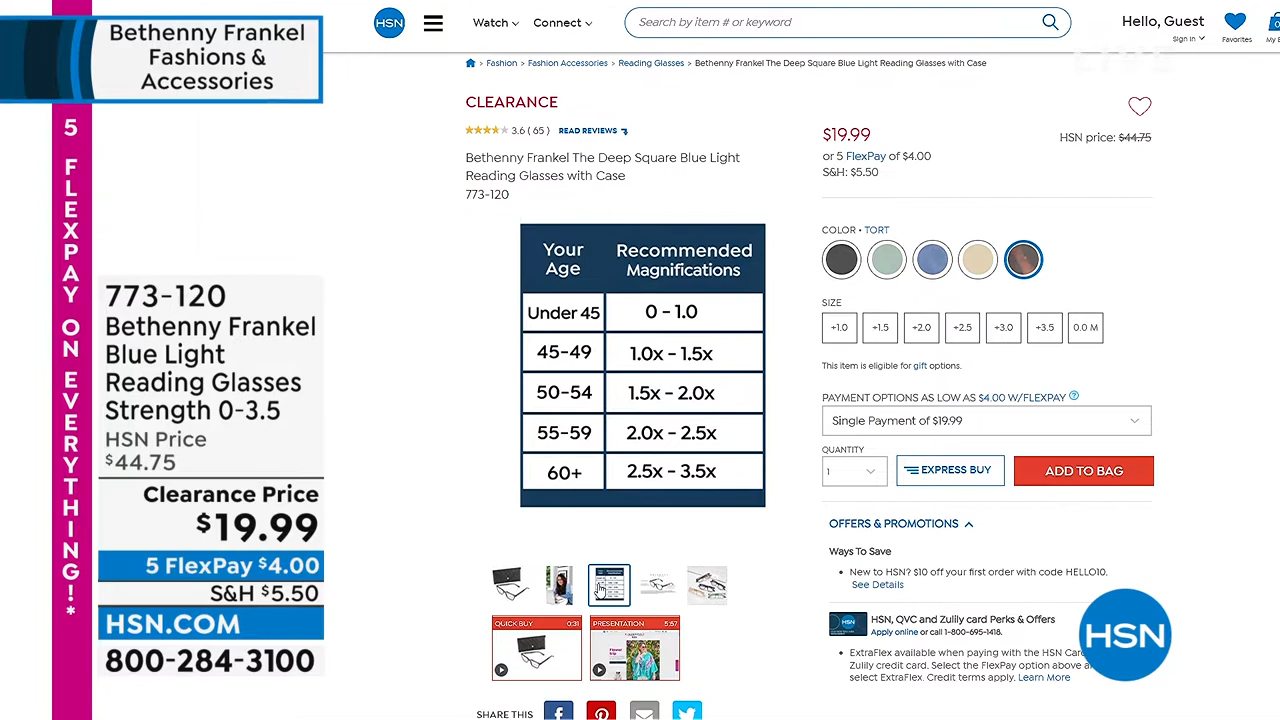 Bethenny Frankel
Fashions &
Accessories
5 FLEXPAY ON EVERYTHING!*
773-120
Bethenny Frankel
Blue Light
Reading Glasses
Strength 0-3.5
HSN Price
$44.75
Clearance Price
$19.99
5 FlexPay $4.00
S&H $5.50
HSN.COM
800-284-3100
HSN
Watch
Connect
Search by item # or keyword
Hello, Guest
Sign In
Favorites
LIVE
> Fashion > Fashion Accessories > Reading Glasses > Bethenny Frankel The Deep Square Blue Light Reading Glasses with Case
CLEARANCE
3.6 ( 65 ) READ REVIEWS
Bethenny Frankel The Deep Square Blue Light
Reading Glasses with Case
773-120
Your Age Recommended Magnifications
Under 45 0 - 1.0
45-49 1.0x - 1.5x
50-54 1.5x - 2.0x
55-59 2.0x - 2.5x
60+ 2.5x - 3.5x
QUICK BUY 0:31
PRESENTATION 5:57
SHARE THIS
$19.99 HSN price: $44.75
or 5 FlexPay of $4.00
S&H: $5.50
COLOR • TORT
SIZE
+1.0 +1.5 +2.0 +2.5 +3.0 +3.5 0.0 M
This item is eligible for gift options.
PAYMENT OPTIONS AS LOW AS $4.00 W/FLEXPAY ?
Single Payment of $19.99
QUANTITY
1 EXPRESS BUY ADD TO BAG
OFFERS & PROMOTIONS
Ways To Save
• New to HSN? $10 off your first order with code HELLO10.
See Details
HSN, QVC and Zulily card Perks & Offers
Apply online or call 1-800-695-1418.
• ExtraFlex available when paying with the HSN Card
Zulily credit card. Select the FlexPay option above
select ExtraFlex. Credit terms apply. Learn More
HSN